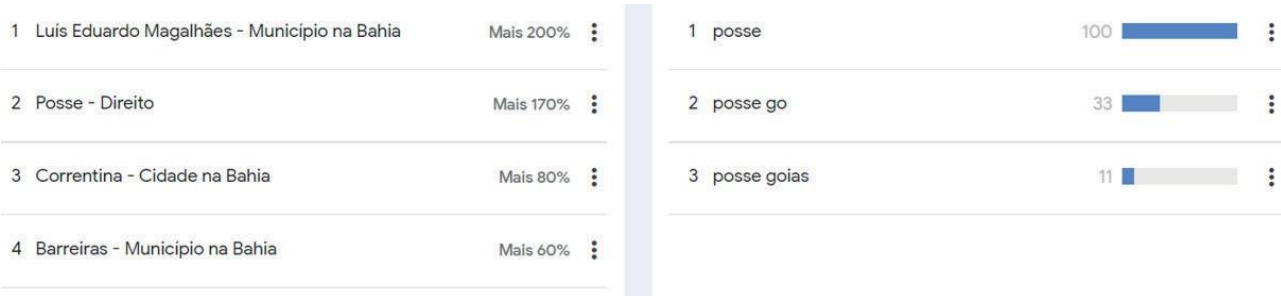 1 Luís Eduardo Magalhães - Município na Bahia Mais 200%
2 Posse - Direito Mais 170%
3 Correntina - Cidade na Bahia Mais 80%
4 Barreiras - Município na Bahia Mais 60%
1 posse 100
2 posse go 33
3 posse goias 11